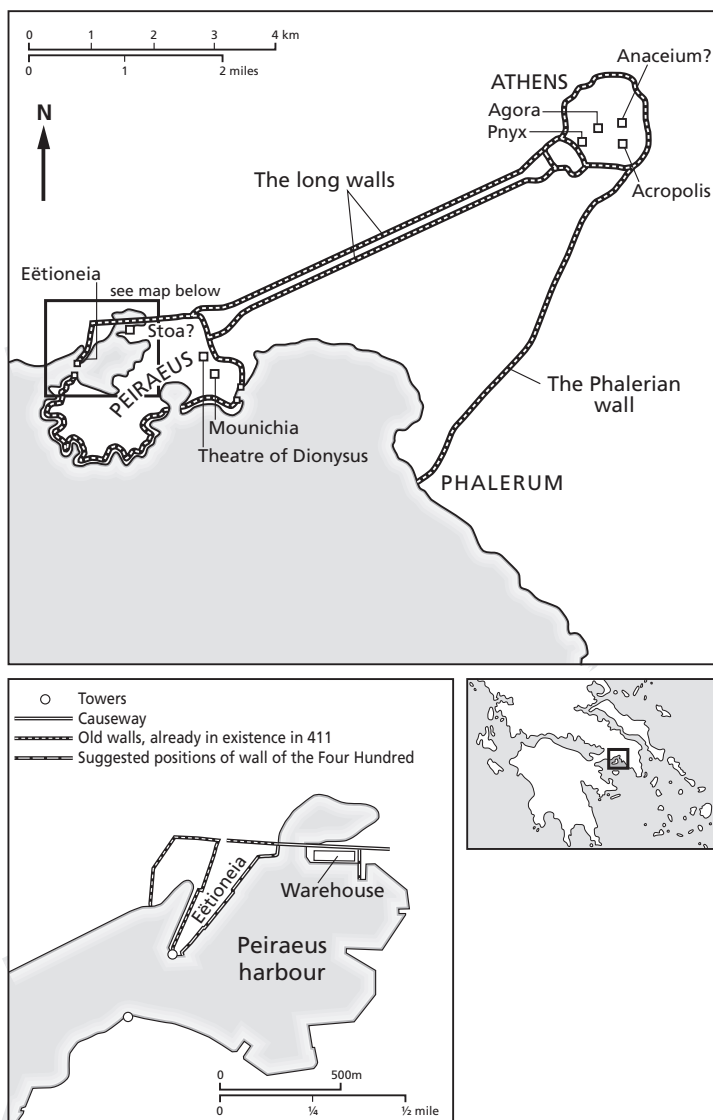 0 1 2 3 4 km
0 1 2 miles
N
ATHENS
Anaceium?
Agora
Pnyx
Acropolis
The long walls
Eëtioneia
see map below
Stoa?
PEIRAEUS
Mounichia
Theatre of Dionysus
The Phalerian
wall
PHALERUM
Towers
Causeway
Old walls, already in existence in 411
Suggested positions of wall of the Four Hundred
Eëtioneia
Warehouse
Peiraeus
harbour
0 500m
0 ¼ ½ mile